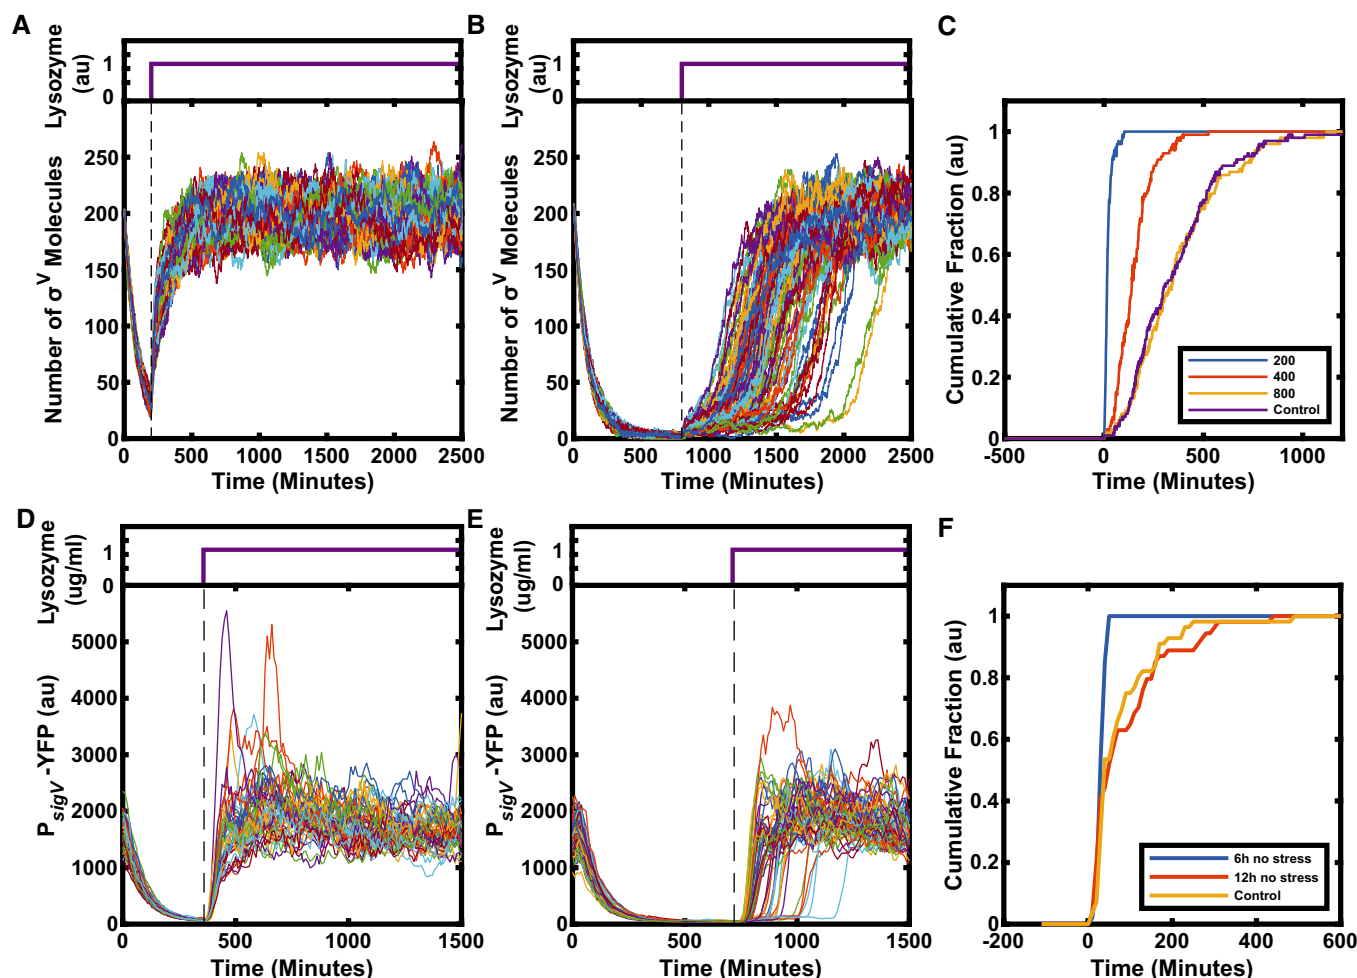 A
Lysozyme
(au)
1
0
Number of σV Molecules
250
200
150
100
50
0
0 500 1000 1500 2000 2500
Time (Minutes)
B
Lysozyme
(au)
1
0
Number of σV Molecules
250
200
150
100
50
0
0 500 1000 1500 2000 2500
Time (Minutes)
C
Cumulative Fraction (au)
1
0.8
0.6
0.4
0.2
0
-500 0 500 1000
Time (Minutes)
200
400
800
Control
D
Lysozyme
(ug/ml)
1
0
PsigV-YFP (au)
5000
4000
3000
2000
1000
0
0 500 1000 1500
Time (Minutes)
E
Lysozyme
(ug/ml)
1
0
PsigV-YFP (au)
5000
4000
3000
2000
1000
0
0 500 1000 1500
Time (Minutes)
F
Cumulative Fraction (au)
1
0.8
0.6
0.4
0.2
0
-200 0 200 400 600
Time (Minutes)
6h no stress
12h no stress
Control